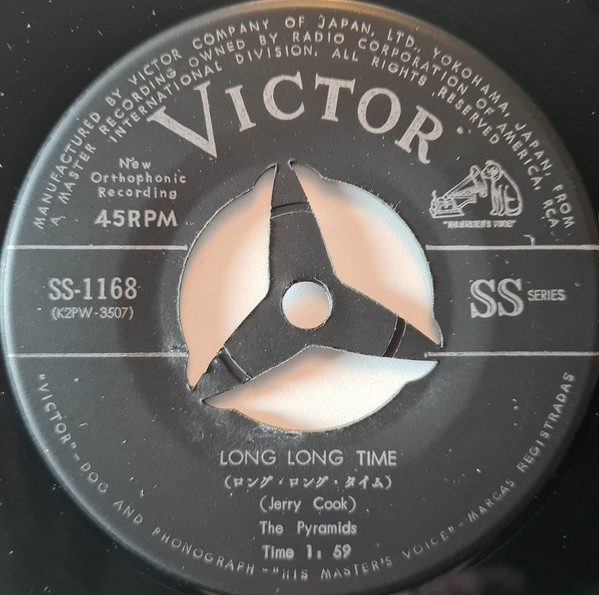 MANUFACTURED BY VICTOR COMPANY OF JAPAN, LTD., YOKOHAMA, JAPAN, FROM
A MASTER RECORDING OWNED BY RADIO CORPORATION OF AMERICA, RCA
INTERNATIONAL DIVISION. ALL RIGHTS RESERVED
VICTOR
New
Orthophonic
Recording
45RPM
"HIS MASTER'S VOICE"
SS-1168
(K2PW-3507)
SS SERIES
LONG LONG TIME
(ロング・ロング・タイム)
(Jerry Cook)
The Pyramids
Time 1: 59
"VICTOR"-DOG AND PHONOGRAPH-"HIS MASTER'S VOICE"-MARCAS REGISTRADAS